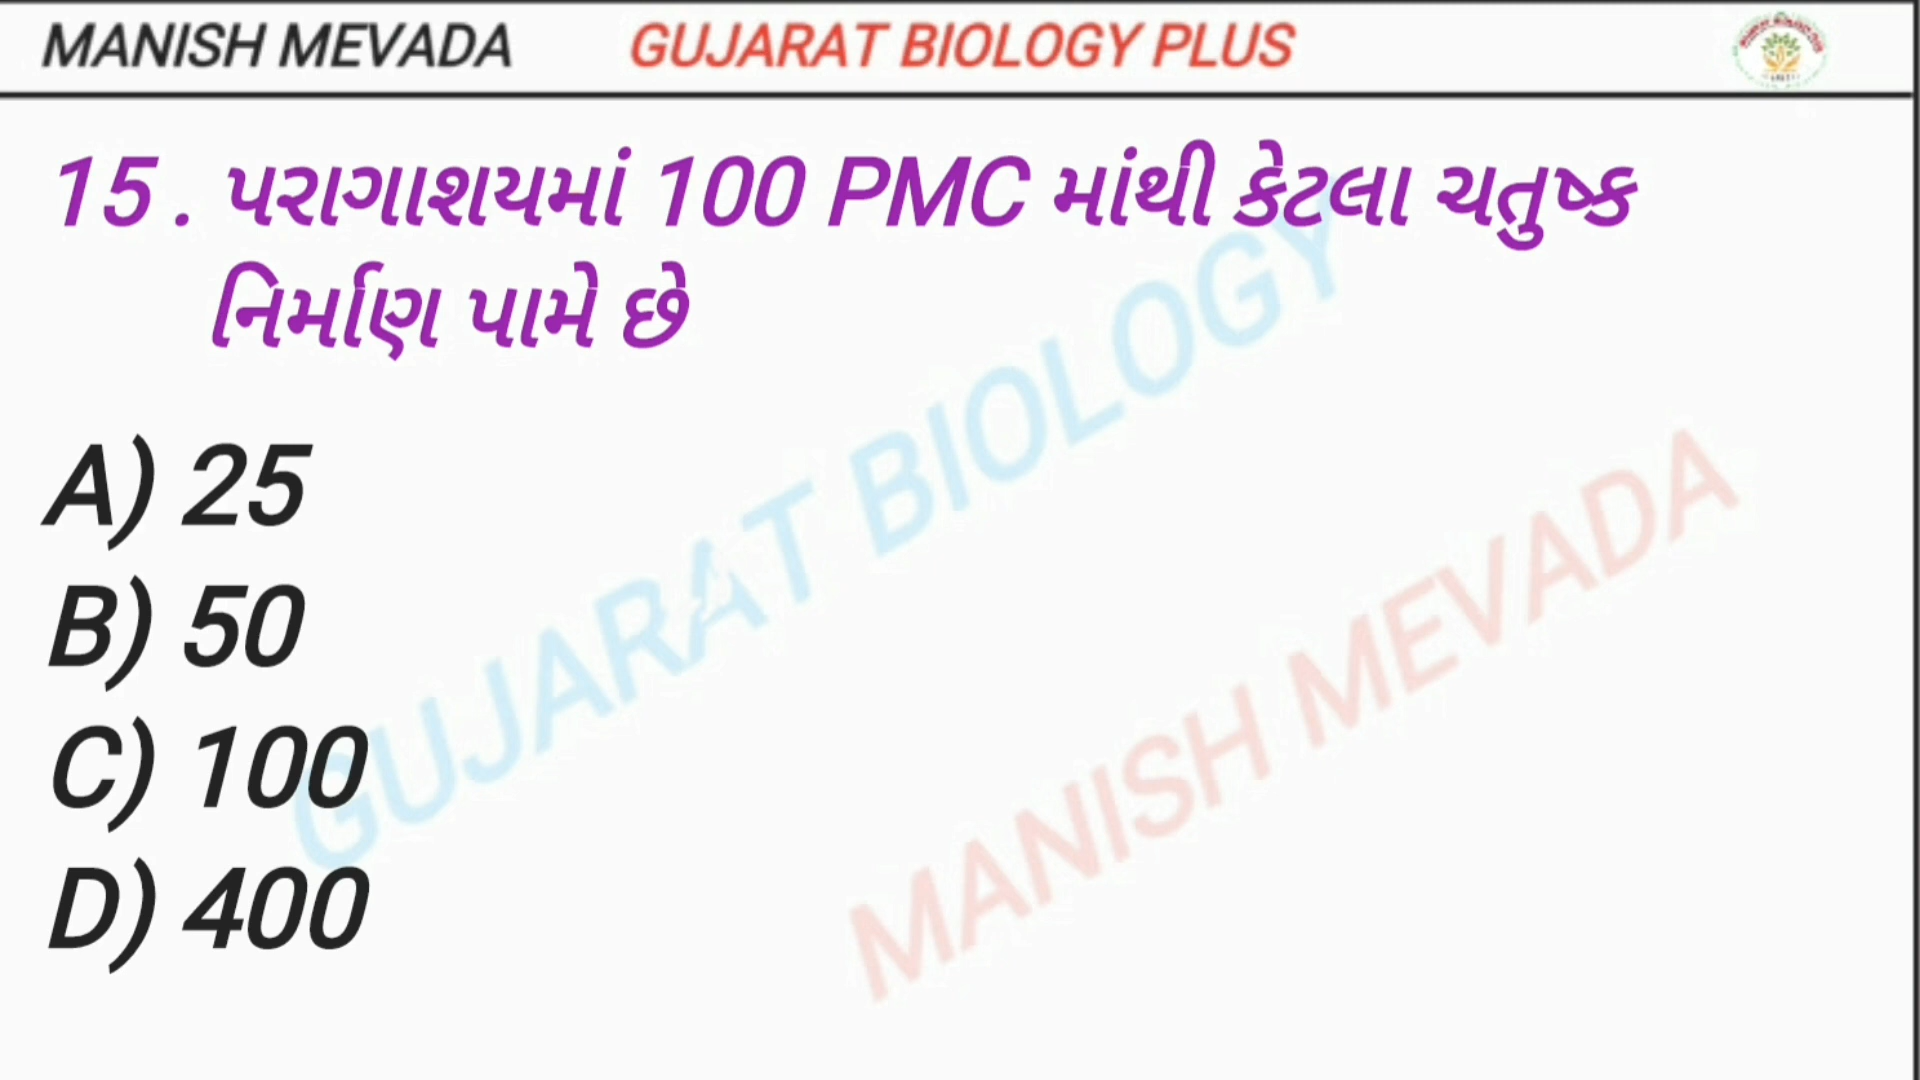 MANISH MEVADA GUJARAT BIOLOGY PLUS
15 . પરાગાશયમાં 100 PMC માંથી કેટલા ચતુષ્ક
નિર્માણ પામે છે
A) 25
B) 50
C) 100
D) 400
GUJARAT BIOLOGY
MANISH MEVADA